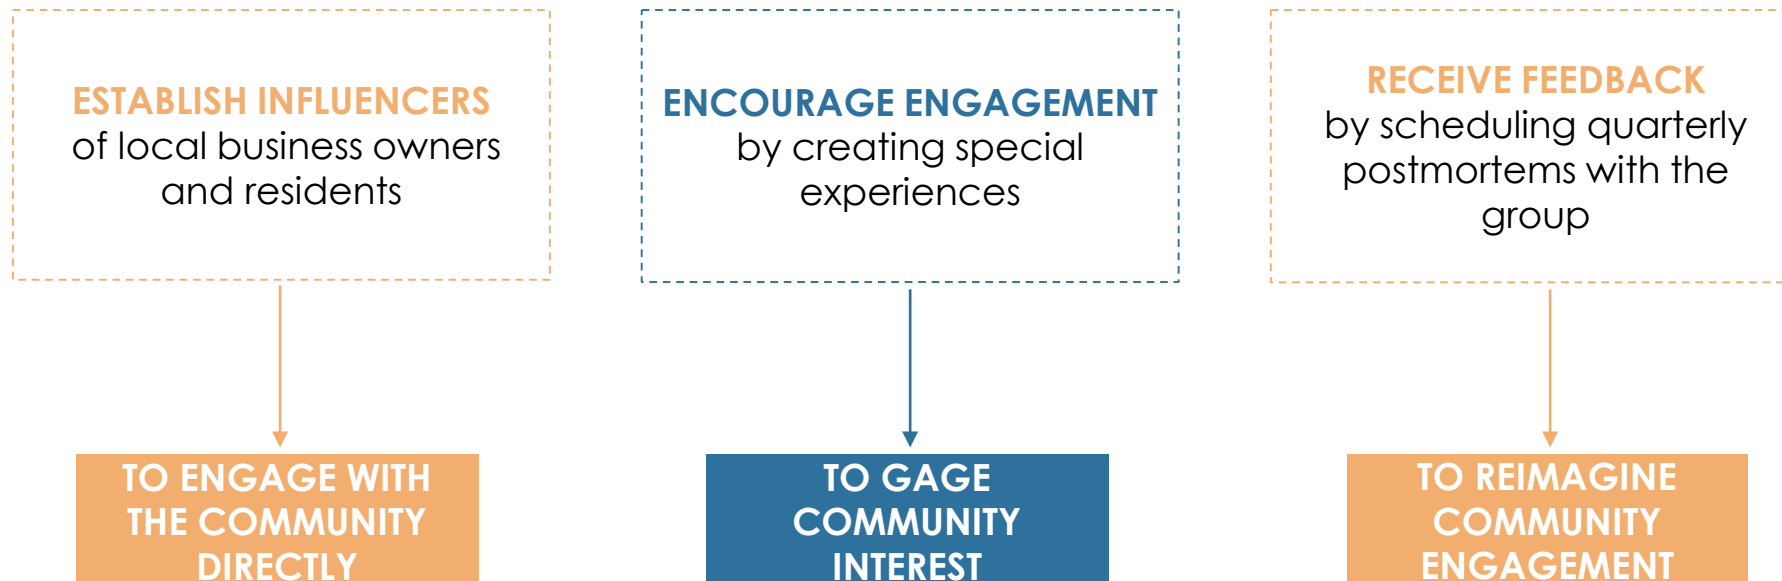 ESTABLISH INFLUENCERS
of local business owners
and residents
TO ENGAGE WITH
THE COMMUNITY
DIRECTLY
ENCOURAGE ENGAGEMENT
by creating special
experiences
TO GAGE
COMMUNITY
INTEREST
RECEIVE FEEDBACK
by scheduling quarterly
postmortems with the
group
TO REIMAGINE
COMMUNITY
ENGAGEMENT